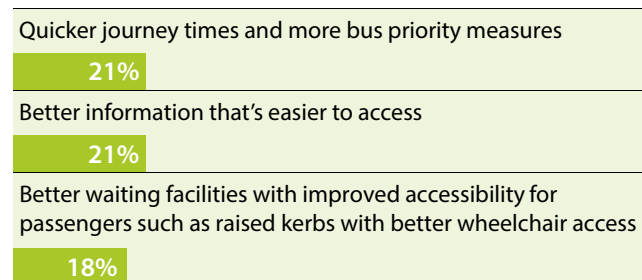 Quicker journey times and more bus priority measures
21%
Better information that’s easier to access
21%
Better waiting facilities with improved accessibility for
passengers such as raised kerbs with better wheelchair access
18%